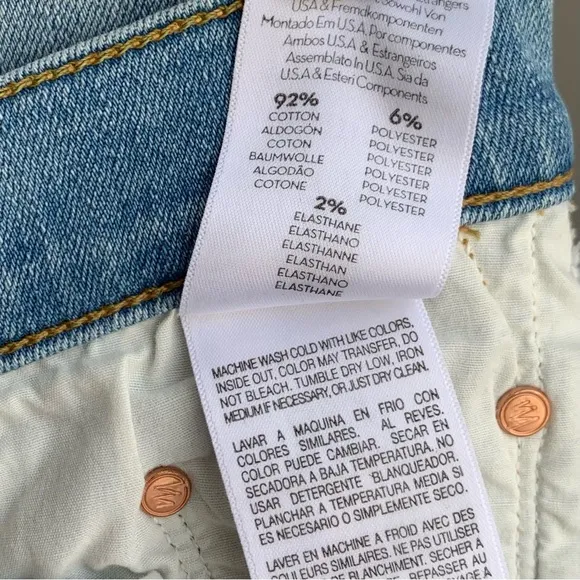 USA & Fremdkomponenten
Montado Em U.S.A, Por componentes
Ambos U.S.A & Estrangeiros
Assemblato In U.S.A. Sia da
U.S.A & Esteri Components
92%
COTTON
ALDOGÓN
COTON
BAUMWOLLE
ALGODÃO
COTONE
6%
POLYESTER
POLYESTER
POLYESTER
POLYESTER
POLYESTER
POLYESTER
2%
ELASTHANE
ELASTHANO
ELASTHANNE
ELASTHAN
ELASTHANO
ELASTHANE
MACHINE WASH COLD WITH LIKE COLORS,
INSIDE OUT, COLOR MAY TRANSFER, DO
NOT BLEACH. TUMBLE DRY LOW, IRON
MEDIUM IF NECESSARY, OR JUST DRY CLEAN.
LAVAR A MAQUINA EN FRIO CON
COLORES SIMILARES. AL REVES.
COLOR PUEDE CAMBIAR. SECAR EN
SECADORA A BAJA TEMPERATURA. NO
USAR DETERGENTE 'BLANQUEADOR.
PLANCHAR A TEMPERATURA MEDIA SI
ES NECESARIO O SIMPLEMENTE SECO.
LAVER EN MACHINE A FROID AVEC DES
COULEURS SIMILAIRES. NE PAS UTILISER
BLANCHIMENT. SECHER A
REPASSER AU